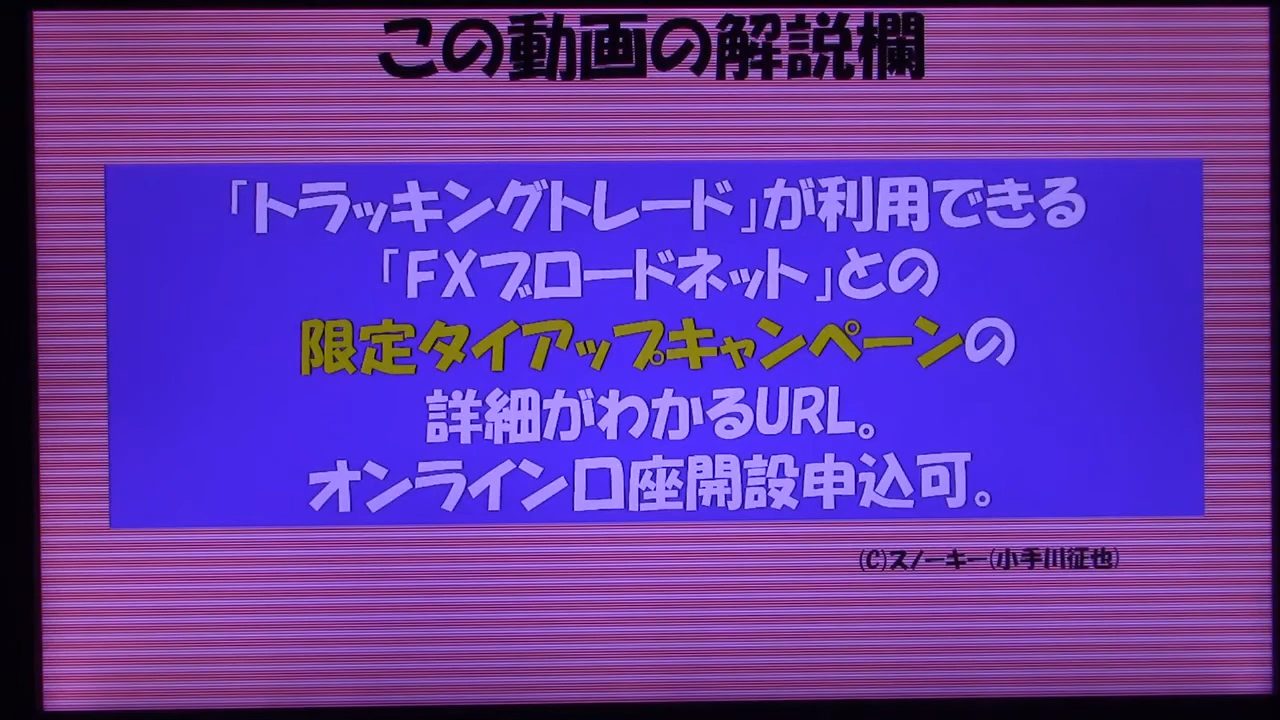 この動画の解説欄
「トラッキングトレード」が利用できる
「FXブロードネット」との
限定タイアップキャンペーンの
詳細がわかるURL。
オンライン口座開設申込可。
(C)スノーキー(小手川征也)